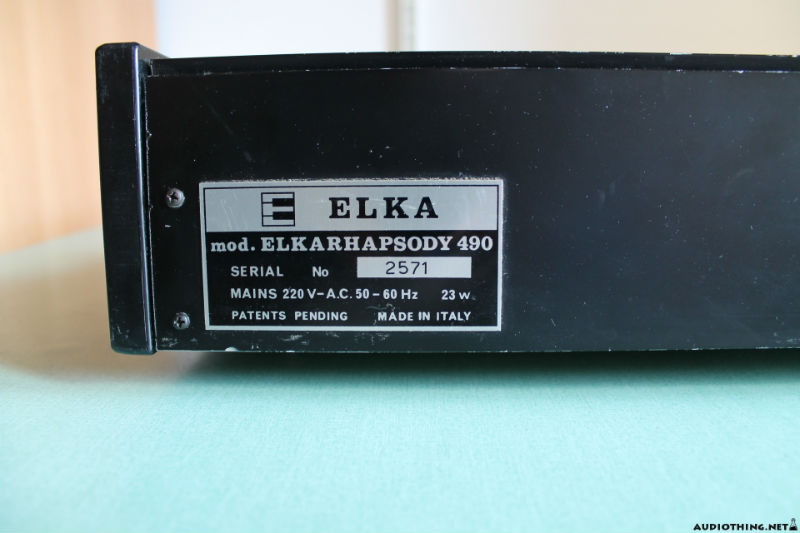 ELKA
mod. ELKARHAPSODY 490
SERIAL No 2571
MAINS 220 V - A.C. 50 - 60 Hz 23 w
PATENTS PENDING MADE IN ITALY
AUDIOTHING.NET